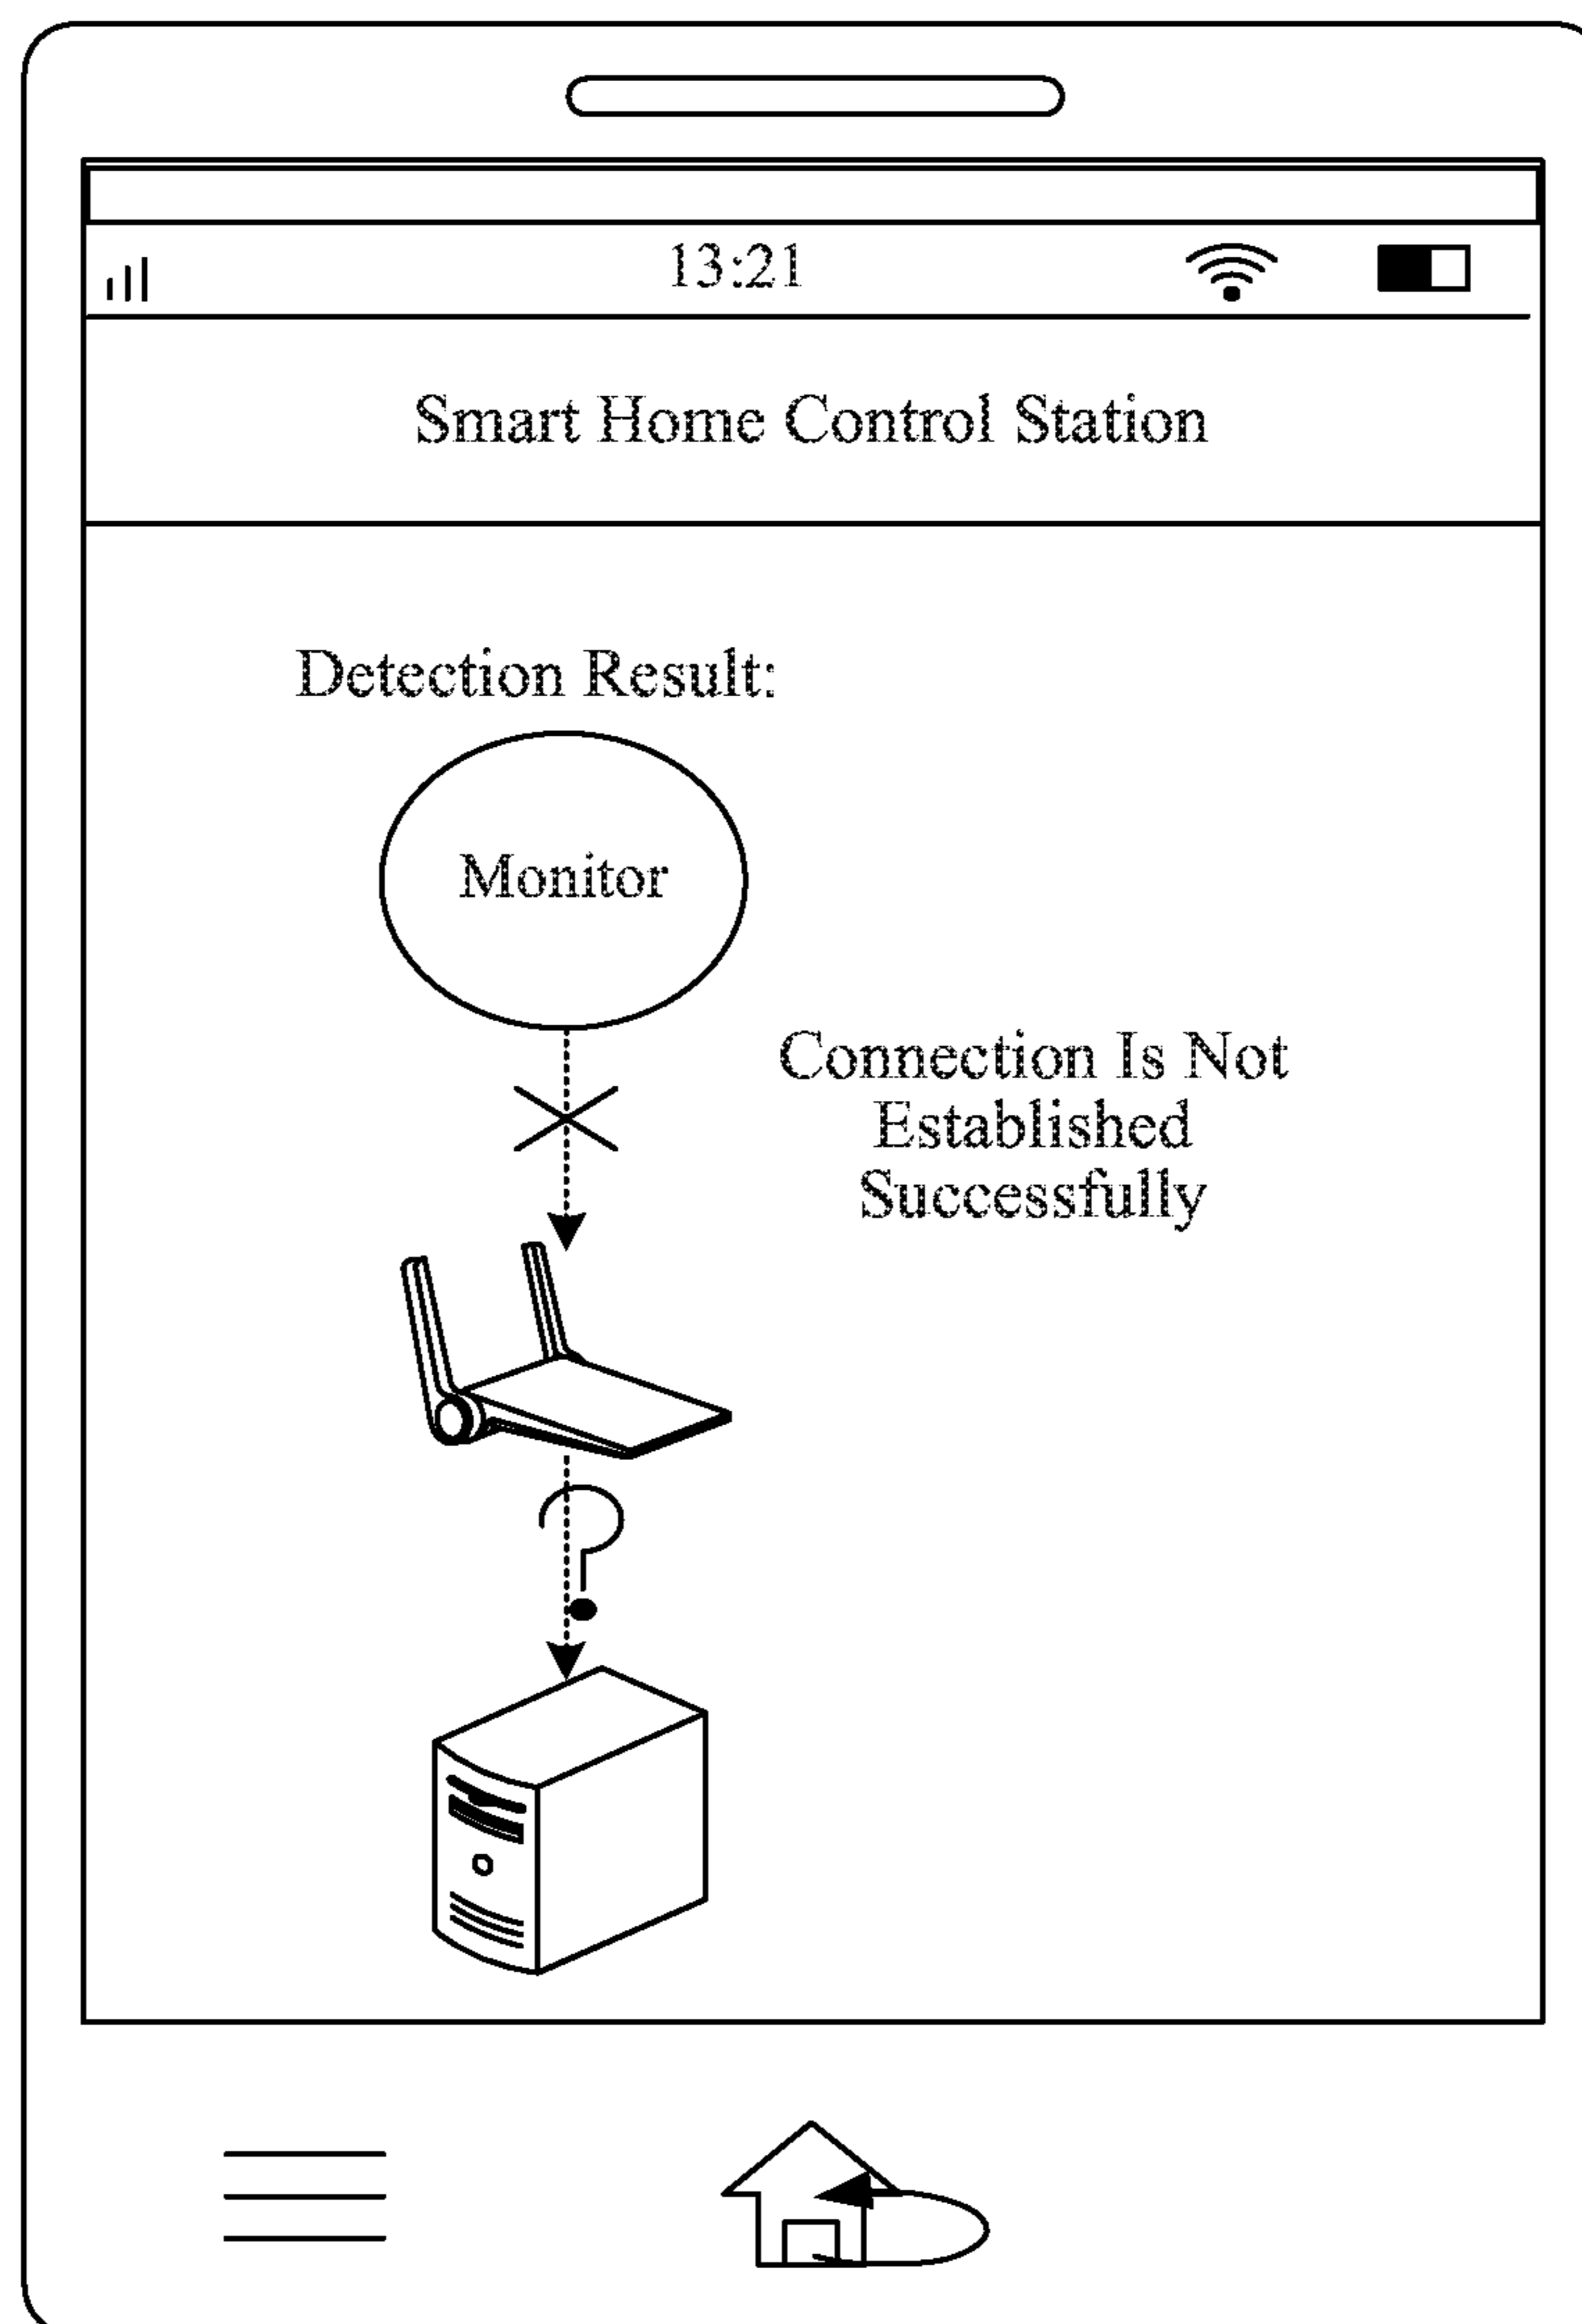 13:21
Smart Home Control Station
Detection Result:
Monitor
Connection Is Not
Established
Successfully
?